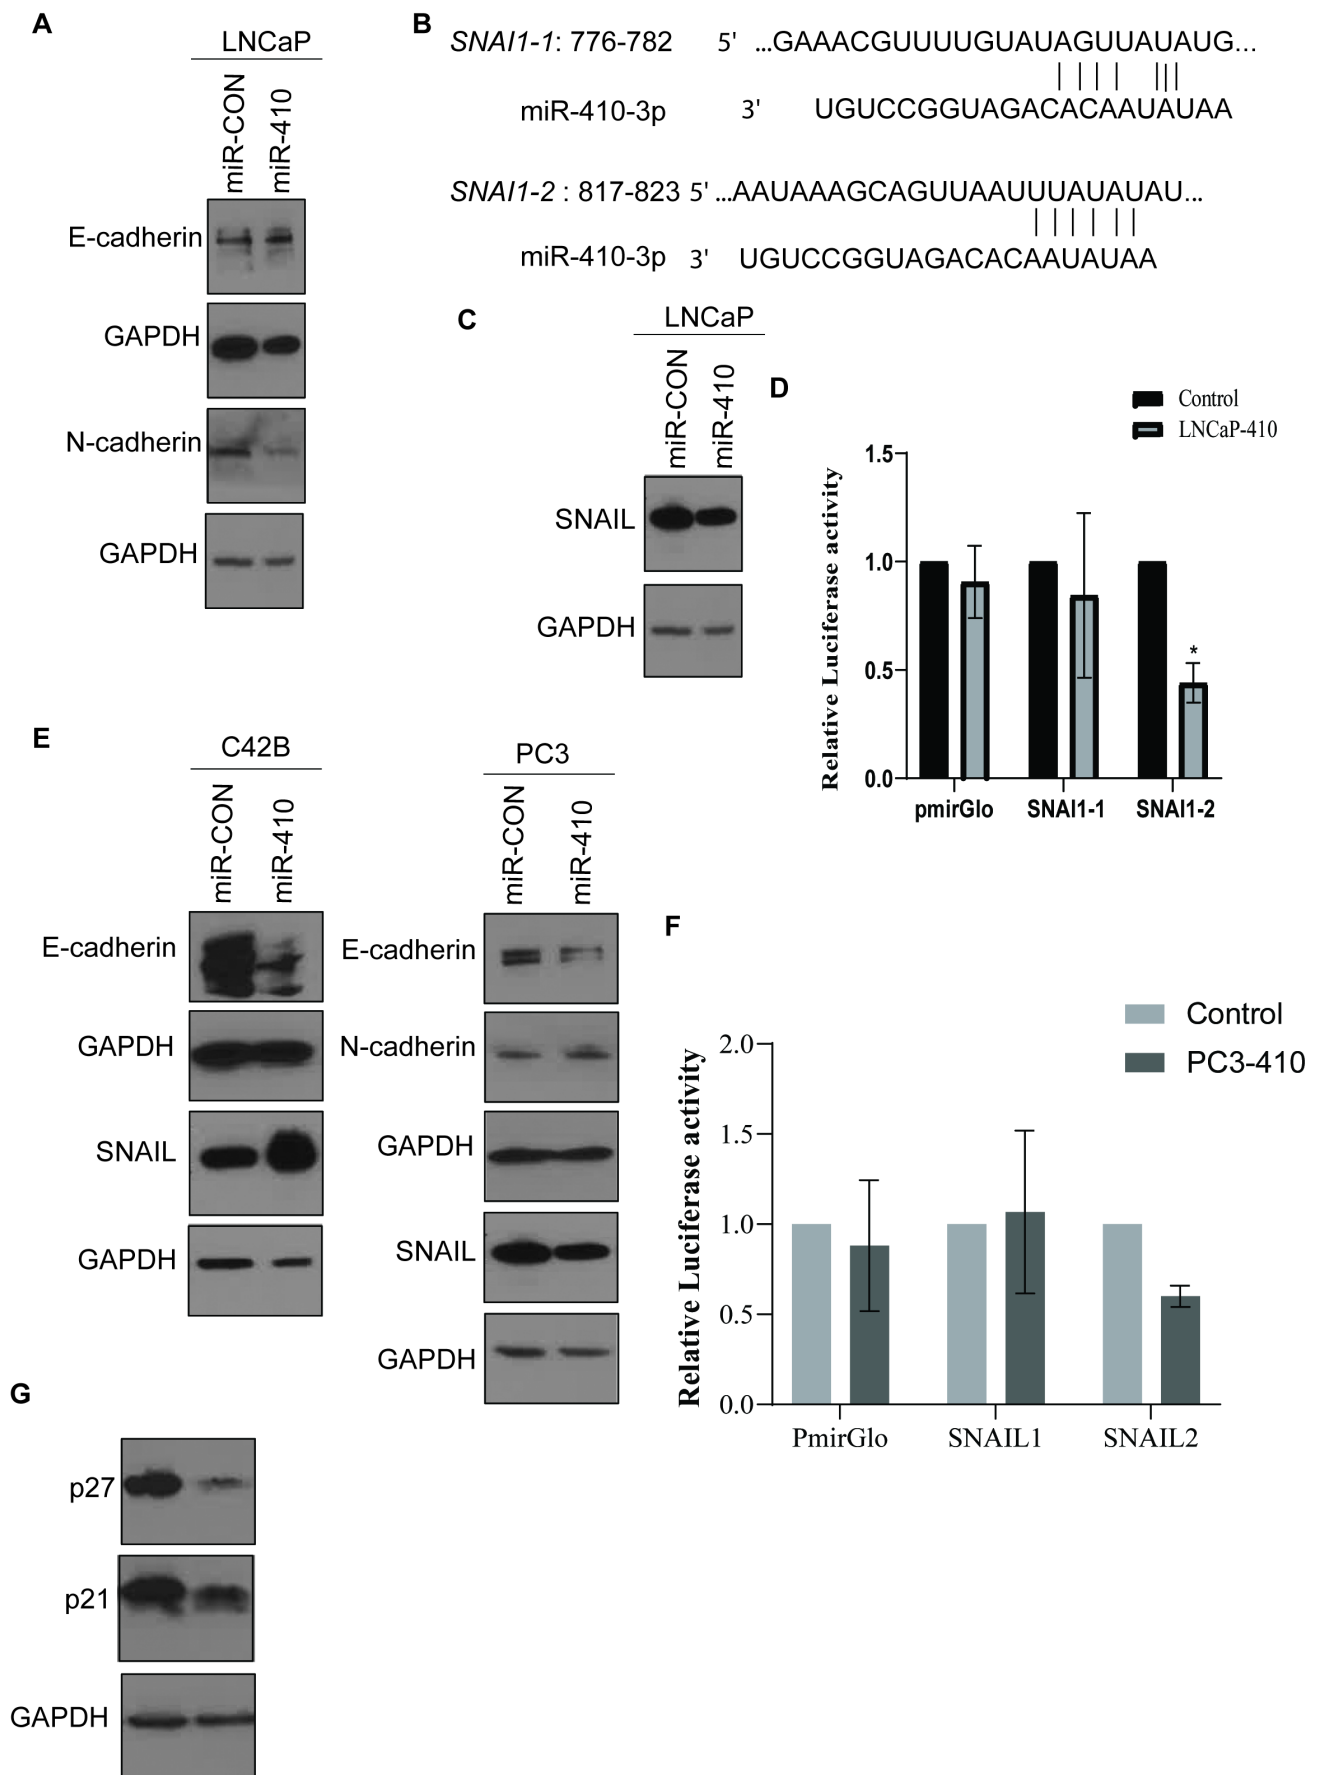 A
LNCaP
miR-CON
miR-410
E-cadherin
GAPDH
N-cadherin
GAPDH
B
SNAI1-1: 776-782 5' ...GAAACGUUUUGUAUAGUUAUAUG...
miR-410-3p 3' UGUCCGGUAGACACAAUAUAA
SNAI1-2 : 817-823 5' ...AAUAAAGCAGUUAAUUUAUAUAU...
miR-410-3p 3' UGUCCGGUAGACACAAUAUAA
C
LNCaP
miR-CON
miR-410
SNAIL
GAPDH
D
Control
LNCaP-410
Relative Luciferase activity
1.5
1.0
0.5
0.0
*
pmirGlo SNAI1-1 SNAI1-2
E
C42B
miR-CON
miR-410
E-cadherin
GAPDH
SNAIL
GAPDH
PC3
miR-CON
miR-410
E-cadherin
N-cadherin
GAPDH
SNAIL
GAPDH
F
Control
PC3-410
Relative Luciferase activity
2.0
1.5
1.0
0.5
0.0
PmirGlo SNAIL1 SNAIL2
G
p27
p21
GAPDH